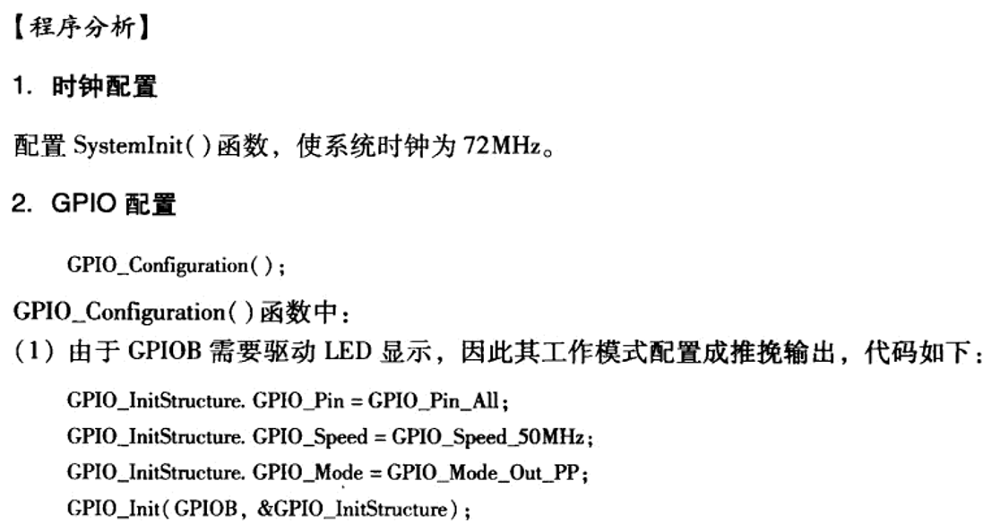 【程序分析】
1. 时钟配置
配置 SystemInit( )函数，使系统时钟为 72MHz。
2. GPIO 配置
GPIO_Configuration( );
GPIO_Configuration( )函数中：
(1) 由于 GPIOB 需要驱动 LED 显示，因此其工作模式配置成推挽输出，代码如下：
GPIO_InitStructure. GPIO_Pin = GPIO_Pin_All;
GPIO_InitStructure. GPIO_Speed = GPIO_Speed_50MHz;
GPIO_InitStructure. GPIO_Mode = GPIO_Mode_Out_PP;
GPIO_Init( GPIOB, &GPIO_InitStructure);